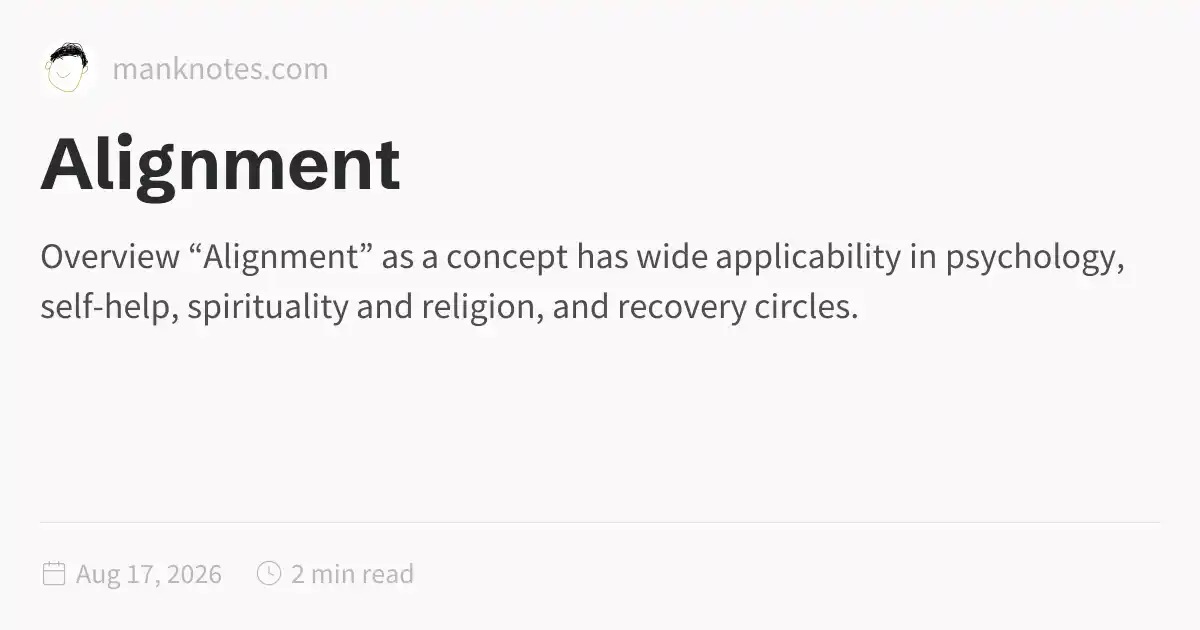 manknotes.com
Alignment
Overview “Alignment” as a concept has wide applicability in psychology,
self-help, spirituality and religion, and recovery circles.
Aug 17, 2026 2 min read